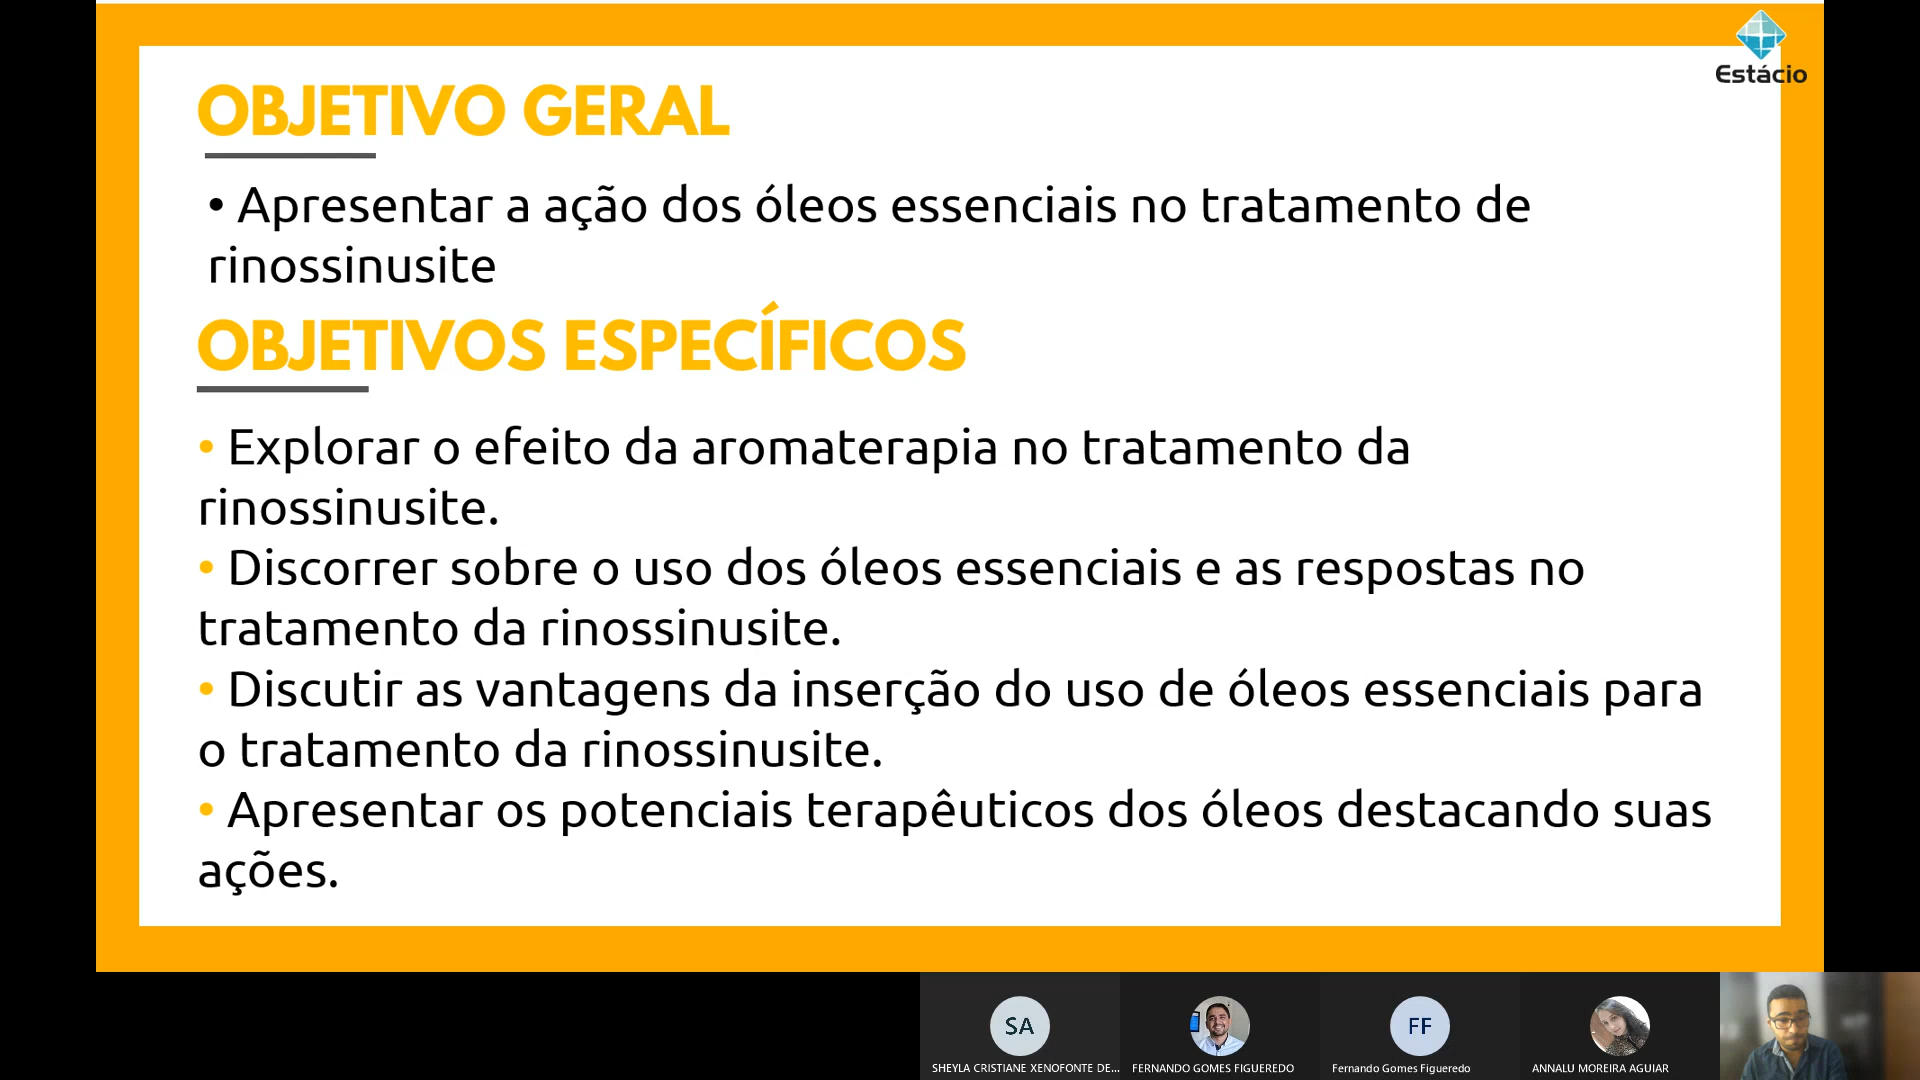 Estácio
OBJETIVO GERAL
• Apresentar a ação dos óleos essenciais no tratamento de
rinossinusite
OBJETIVOS ESPECÍFICOS
• Explorar o efeito da aromaterapia no tratamento da
rinossinusite.
• Discorrer sobre o uso dos óleos essenciais e as respostas no
tratamento da rinossinusite.
• Discutir as vantagens da inserção do uso de óleos essenciais para
o tratamento da rinossinusite.
• Apresentar os potenciais terapêuticos dos óleos destacando suas
ações.
SA
FF
SHEYLA CRISTIANE XENOFONTE DE...
FERNANDO GOMES FIGUEREDO
Fernando Gomes Figueredo
ANNALU MOREIRA AGUIAR